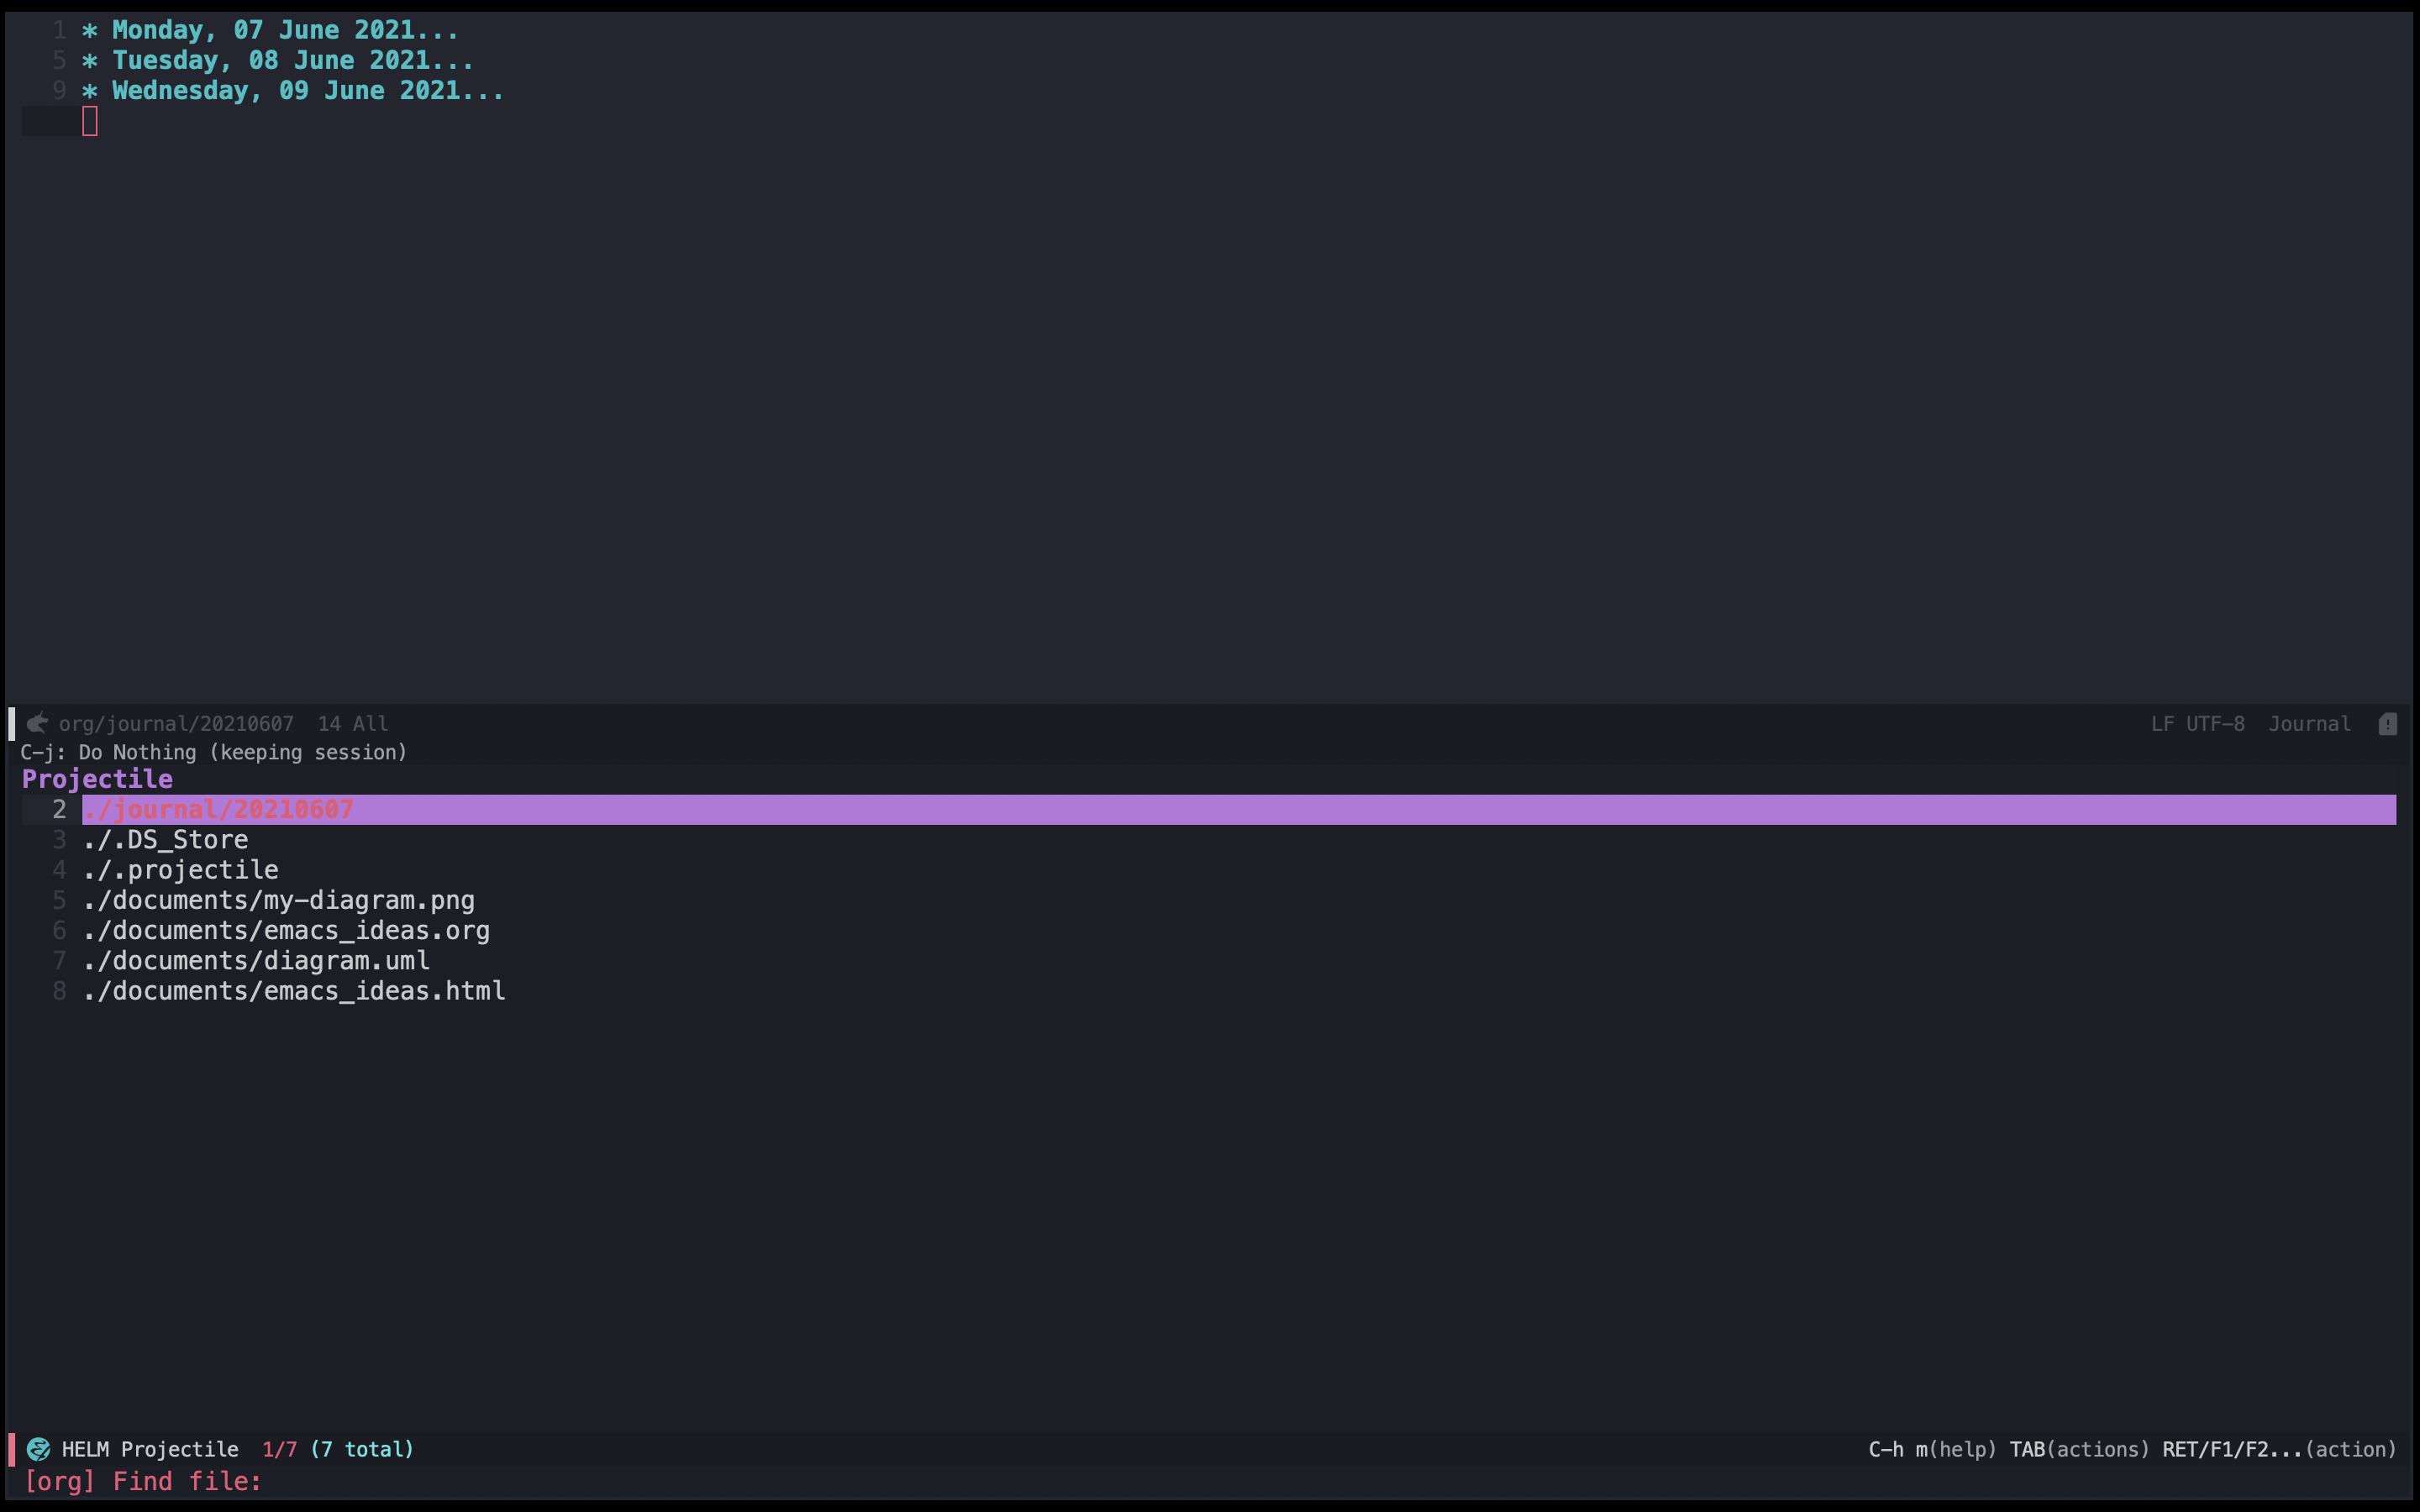 1 * Monday, 07 June 2021...
5 * Tuesday, 08 June 2021...
9 * Wednesday, 09 June 2021...
org/journal/20210607 14 All LF UTF-8 Journal
C-j: Do Nothing (keeping session)
Projectile
2 ./journal/20210607
3 ./.DS_Store
4 ./.projectile
5 ./documents/my-diagram.png
6 ./documents/emacs_ideas.org
7 ./documents/diagram.uml
8 ./documents/emacs_ideas.html
HELM Projectile 1/7 (7 total) C-h m(help) TAB(actions) RET/F1/F2...(action)
[org] Find file: